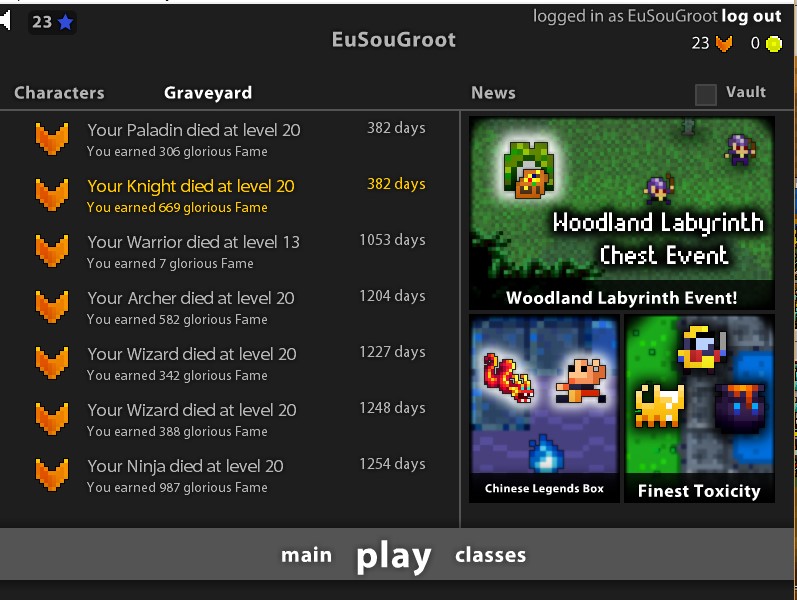 23
logged in as EuSouGroot log out
EuSouGroot
23 0
Characters Graveyard News Vault
Your Paladin died at level 20 382 days
You earned 306 glorious Fame
Your Knight died at level 20 382 days
You earned 669 glorious Fame
Your Warrior died at level 13 1053 days
You earned 7 glorious Fame
Your Archer died at level 20 1204 days
You earned 582 glorious Fame
Your Wizard died at level 20 1227 days
You earned 342 glorious Fame
Your Wizard died at level 20 1248 days
You earned 388 glorious Fame
Your Ninja died at level 20 1254 days
You earned 987 glorious Fame
Woodland Labyrinth
Chest Event
Woodland Labyrinth Event!
Chinese Legends Box
Finest Toxicity
main play classes